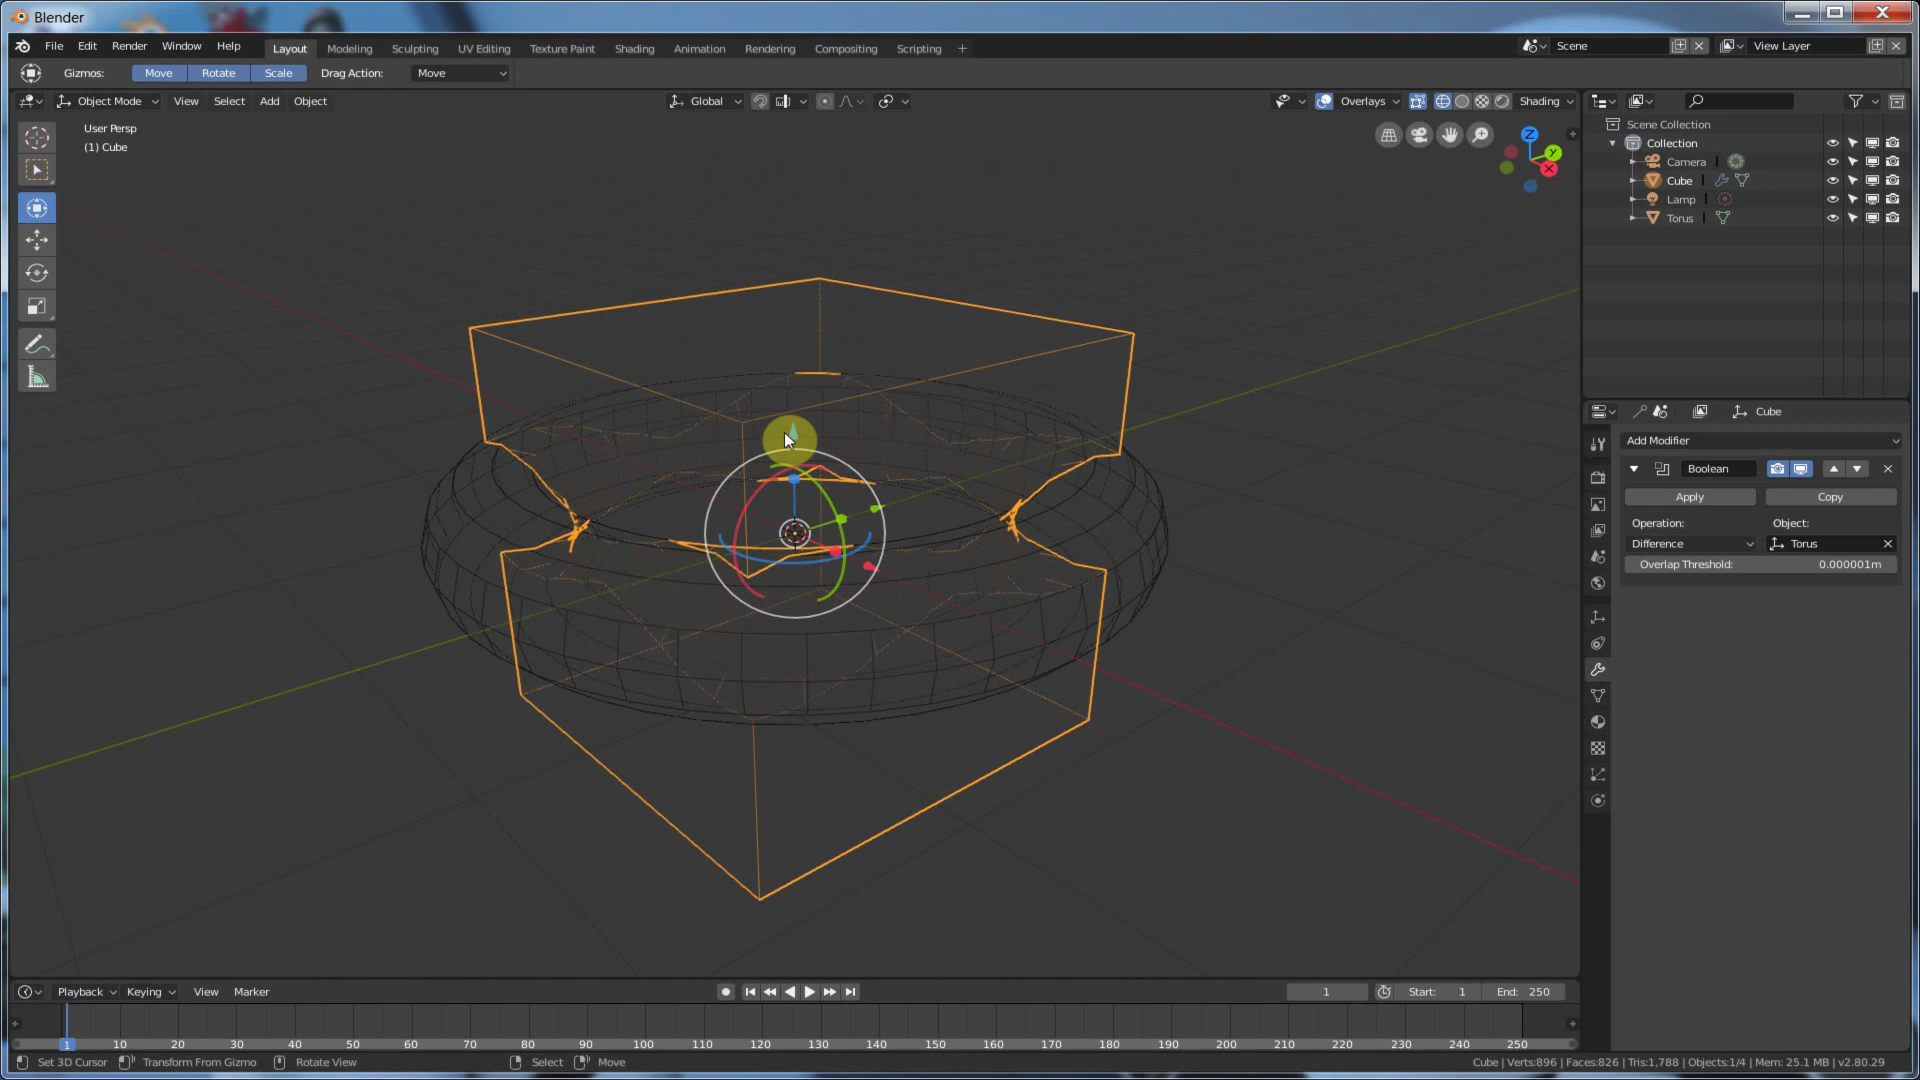 Blender
File Edit Render Window Help Layout Modeling Sculpting UV Editing Texture Paint Shading Animation Rendering Compositing Scripting + Scene View Layer
Gizmos: Move Rotate Scale Drag Action: Move
Object Mode View Select Add Object Global Overlays Shading
User Persp
(1) Cube
Z
Y
X
Scene Collection
Collection
Camera
Cube
Lamp
Torus
Cube
Add Modifier
Boolean
Apply Copy
Operation: Object:
Difference Torus
Overlap Threshold: 0.000001m
Playback Keying View Marker 1 Start: 1 End: 250
1 10 20 30 40 50 60 70 80 90 100 110 120 130 140 150 160 170 180 190 200 210 220 230 240 250
Set 3D Cursor Transform From Gizmo Rotate View Select Move Cube | Verts:896 | Faces:826 | Tris:1,788 | Objects:1/4 | Mem: 25.1 MB | v2.80.29